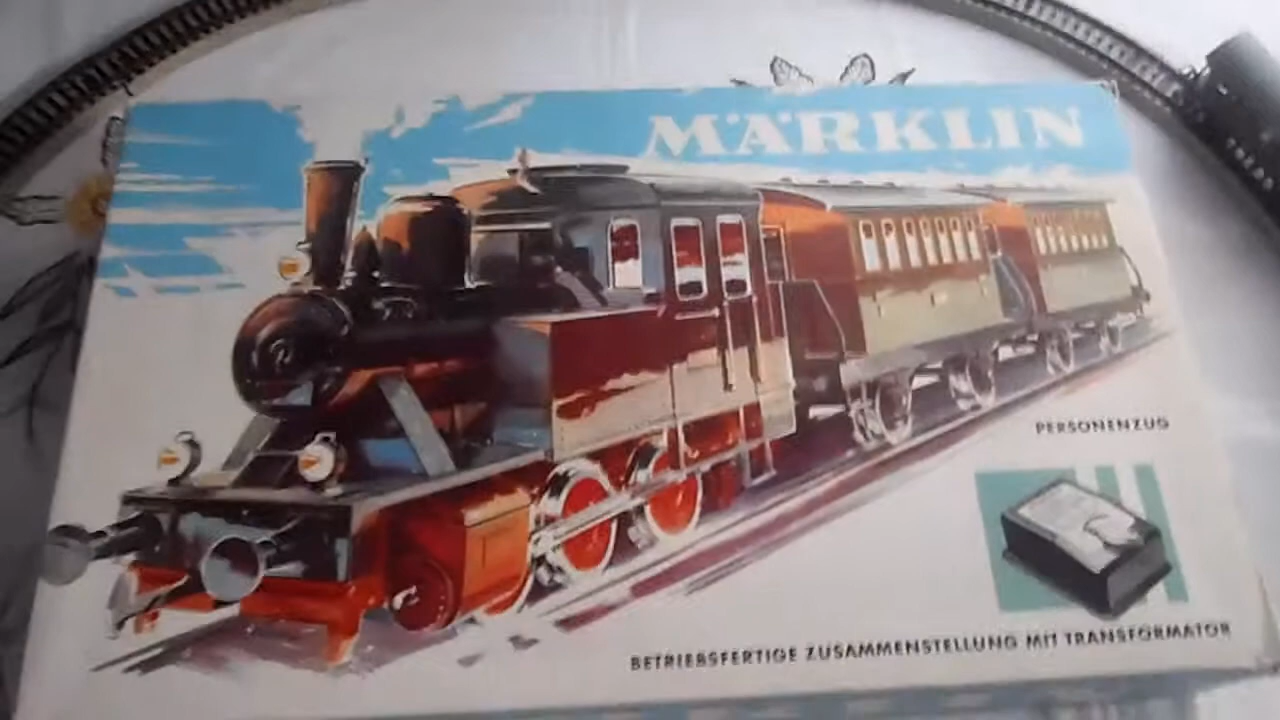 MÄRKLIN
PERSONENZUG
BETRIEBSFERTIGE ZUSAMMENSTELLUNG MIT TRANSFORMATOR